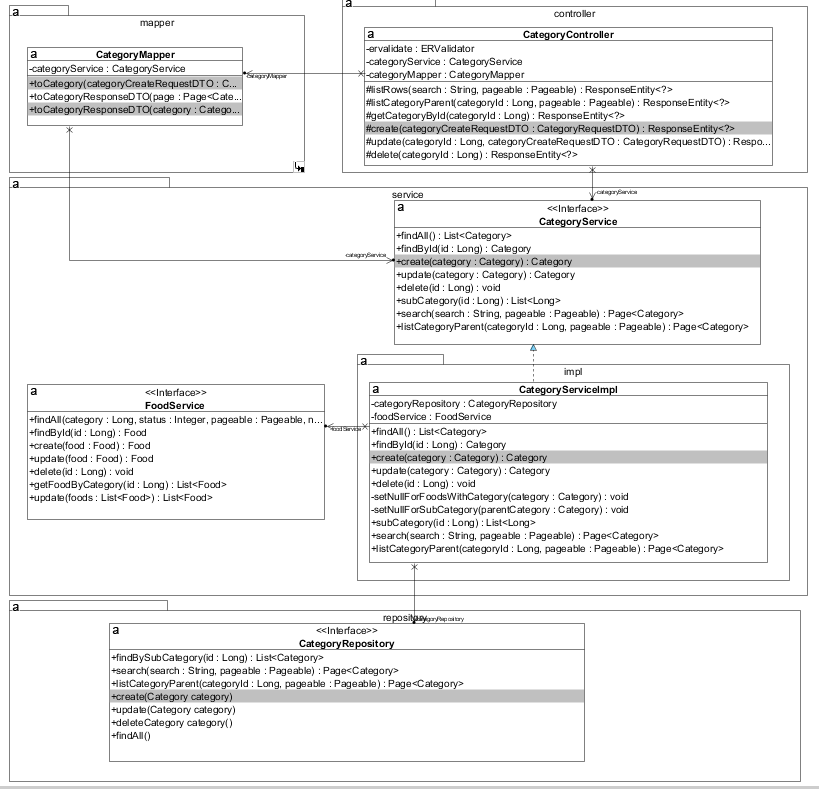 a
mapper
a
CategoryMapper
-categoryService : CategoryService
+toCategory(categoryCreateRequestDTO : C...
+toCategoryResponseDTO(page : Page<Cate...
+toCategoryResponseDTO(category : Catego...
a
controller
a
CategoryController
-ervalidate : ERValidator
-categoryService : CategoryService
-categoryMapper : CategoryMapper
#listRows(search : String, pageable : Pageable) : ResponseEntity<?>
#listCategoryParent(categoryId : Long, pageable : Pageable) : ResponseEntity<?>
#getCategoryById(categoryId : Long) : ResponseEntity<?>
#create(categoryCreateRequestDTO : CategoryRequestDTO) : ResponseEntity<?>
#update(categoryId : Long, categoryCreateRequestDTO : CategoryRequestDTO) : Respo...
#delete(categoryId : Long) : ResponseEntity<?>
categoryMapper
categoryService
a
service
a
<<Interface>>
CategoryService
+findAll() : List<Category>
+findById(id : Long) : Category
+create(category : Category) : Category
+update(category : Category) : Category
+delete(id : Long) : void
+subCategory(id : Long) : List<Long>
+search(search : String, pageable : Pageable) : Page<Category>
+listCategoryParent(categoryId : Long, pageable : Pageable) : Page<Category>
categoryService
a
impl
a
CategoryServiceImpl
-categoryRepository : CategoryRepository
-foodService : FoodService
+findAll() : List<Category>
+findById(id : Long) : Category
+create(category : Category) : Category
+update(category : Category) : Category
+delete(id : Long) : void
-setNullForFoodsWithCategory(category : Category) : void
-setNullForSubCategory(parentCategory : Category) : void
+subCategory(id : Long) : List<Long>
+search(search : String, pageable : Pageable) : Page<Category>
+listCategoryParent(categoryId : Long, pageable : Pageable) : Page<Category>
a
<<Interface>>
FoodService
+findAll(category : Long, status : Integer, pageable : Pageable, n...
+findById(id : Long) : Food
+create(food : Food) : Food
+update(food : Food) : Food
+delete(id : Long) : void
+getFoodByCategory(id : Long) : List<Food>
+update(foods : List<Food>) : List<Food>
foodService
a
repository
categoryRepository
a
<<Interface>>
CategoryRepository
+findBySubCategory(id : Long) : List<Category>
+search(search : String, pageable : Pageable) : Page<Category>
+listCategoryParent(categoryId : Long, pageable : Pageable) : Page<Category>
+create(Category category)
+update(Category category)
+deleteCategory category()
+findAll()